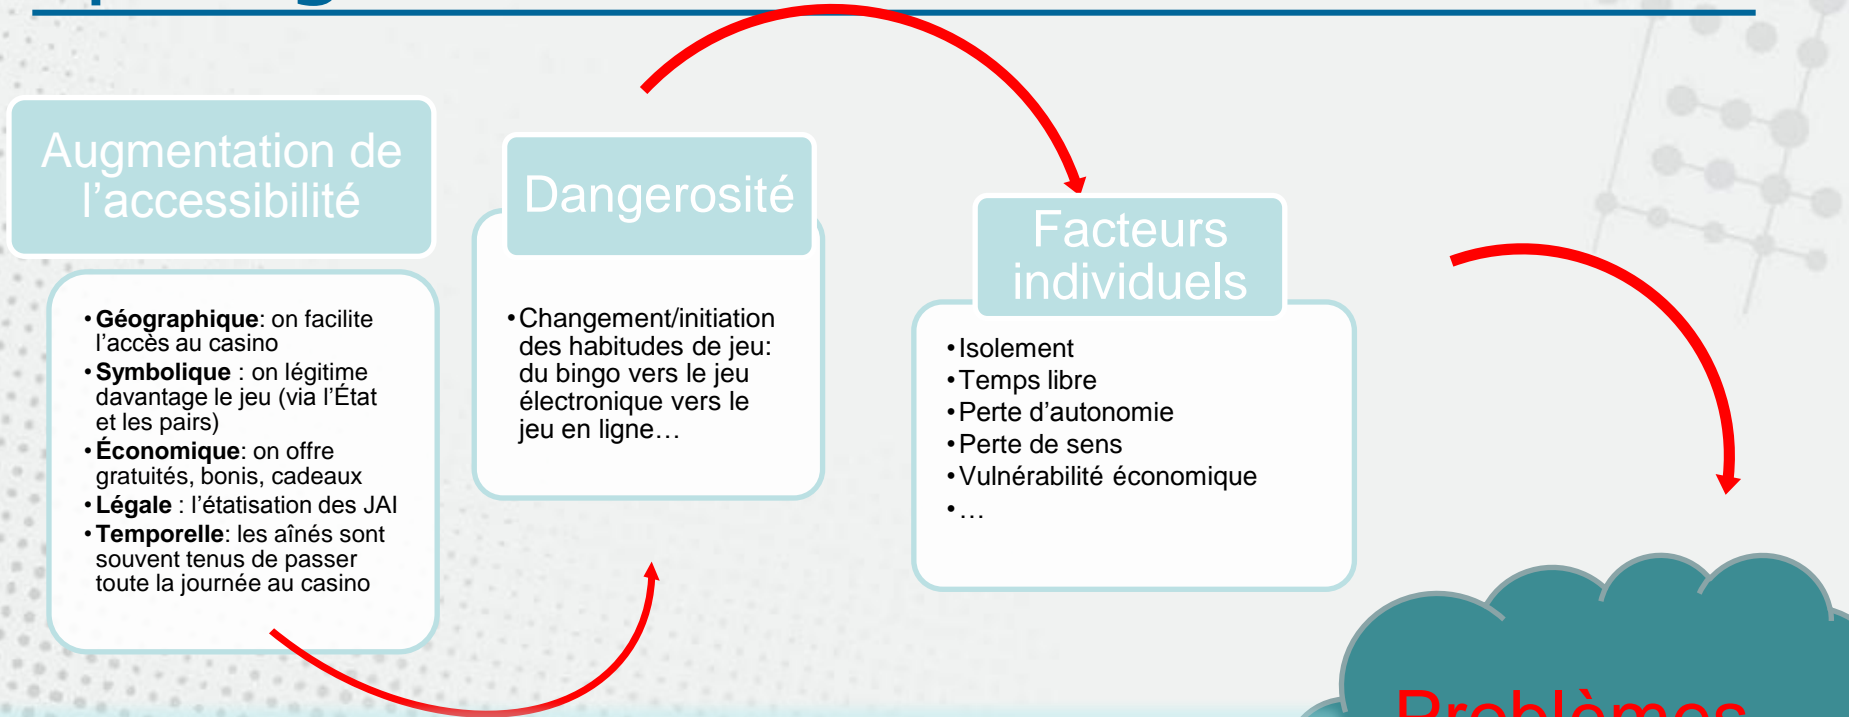 Augmentation de
l’accessibilité
•Géographique: on facilite
l’accès au casino
•Symbolique : on légitime
davantage le jeu (via l’État
et les pairs)
•Économique: on offre
gratuités, bonis, cadeaux
•Légale : l’étatisation des JAI
•Temporelle: les aînés sont
souvent tenus de passer
toute la journée au casino
Dangerosité
•Changement/initiation
des habitudes de jeu:
du bingo vers le jeu
électronique vers le
jeu en ligne…
Facteurs
individuels
•Isolement
•Temps libre
•Perte d’autonomie
•Perte de sens
•Vulnérabilité économique
•…
Problèmes